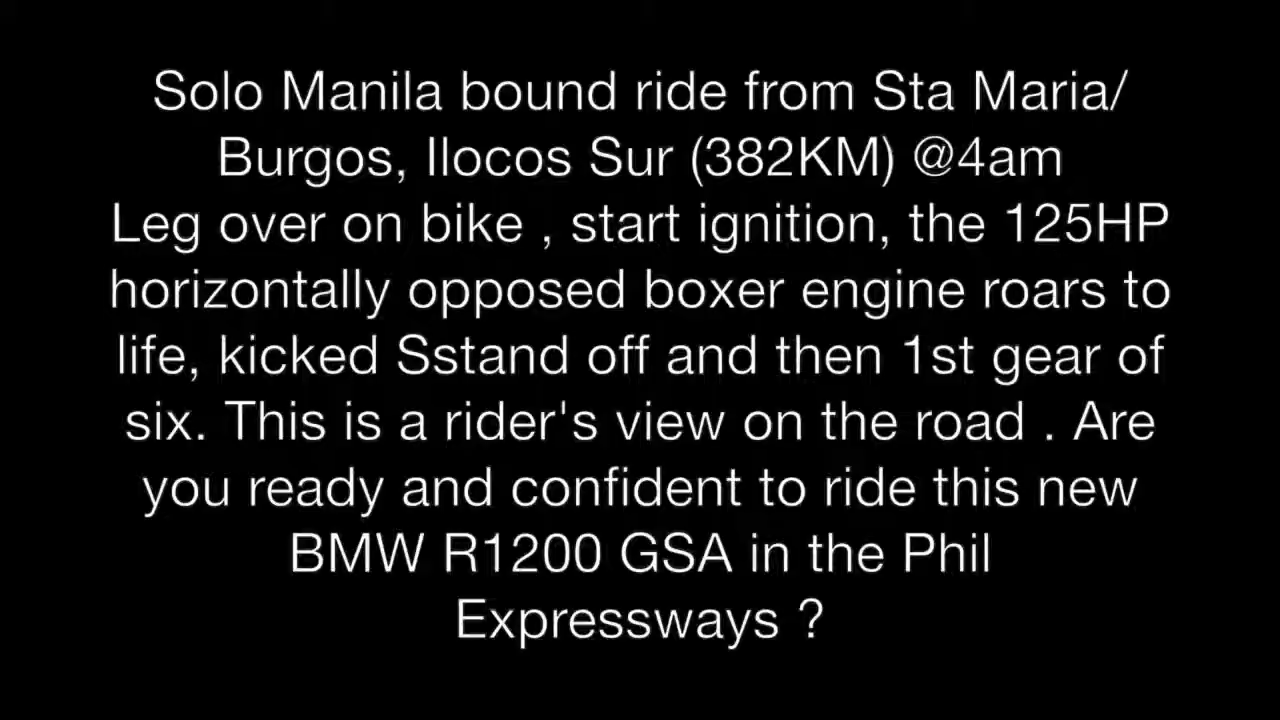 Solo Manila bound ride from Sta Maria/
Burgos, Ilocos Sur (382KM) @4am
Leg over on bike , start ignition, the 125HP
horizontally opposed boxer engine roars to
life, kicked Sstand off and then 1st gear of
six. This is a rider's view on the road . Are
you ready and confident to ride this new
BMW R1200 GSA in the Phil
Expressways ?